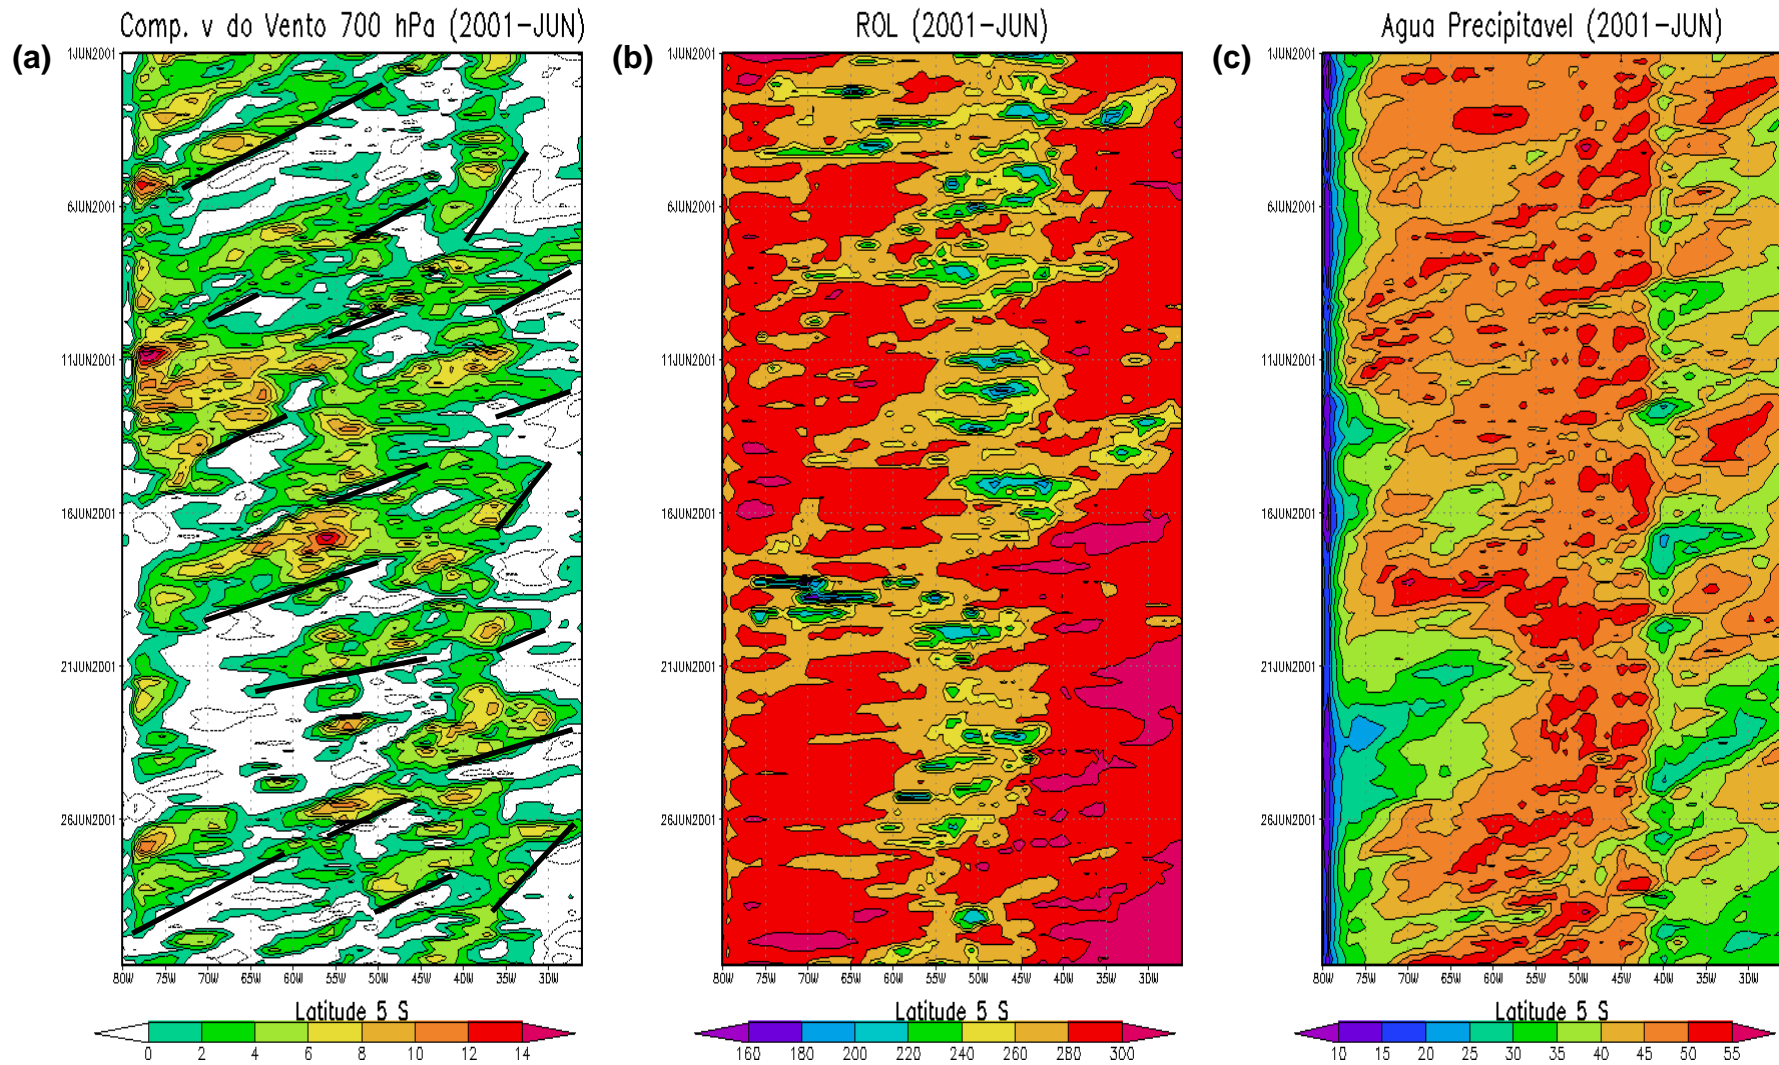 Comp. v do Vento 700 hPa (2001-JUN)
ROL (2001-JUN)
Agua Precipitavel (2001-JUN)
(a)
(b)
(c)
1JUN2001
6JUN2001
11JUN2001
16JUN2001
21JUN2001
26JUN2001
80W 75W 70W 65W 60W 55W 50W 45W 40W 35W 30W
Latitude 5 S
0 2 4 6 8 10 12 14
1JUN2001
6JUN2001
11JUN2001
16JUN2001
21JUN2001
26JUN2001
80W 75W 70W 65W 60W 55W 50W 45W 40W 35W 30W
Latitude 5 S
160 180 200 220 240 260 280 300
1JUN2001
6JUN2001
11JUN2001
16JUN2001
21JUN2001
26JUN2001
80W 75W 70W 65W 60W 55W 50W 45W 40W 35W 30W
Latitude 5 S
10 15 20 25 30 35 40 45 50 55